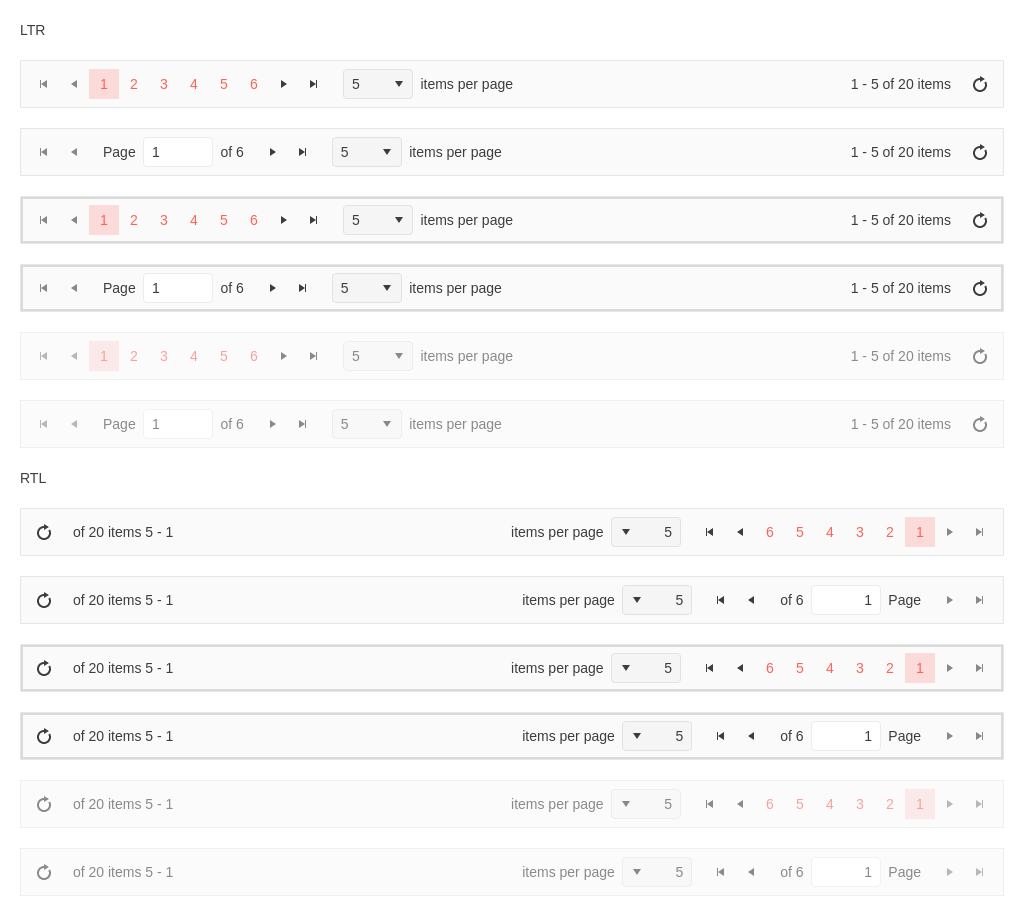 LTR
1 2 3 4 5 6 5 items per page 1 - 5 of 20 items
Page 1 of 6 5 items per page 1 - 5 of 20 items
1 2 3 4 5 6 5 items per page 1 - 5 of 20 items
Page 1 of 6 5 items per page 1 - 5 of 20 items
1 2 3 4 5 6 5 items per page 1 - 5 of 20 items
Page 1 of 6 5 items per page 1 - 5 of 20 items
RTL
of 20 items 5 - 1 items per page 5 6 5 4 3 2 1
of 20 items 5 - 1 items per page 5 of 6 1 Page
of 20 items 5 - 1 items per page 5 6 5 4 3 2 1
of 20 items 5 - 1 items per page 5 of 6 1 Page
of 20 items 5 - 1 items per page 5 6 5 4 3 2 1
of 20 items 5 - 1 items per page 5 of 6 1 Page